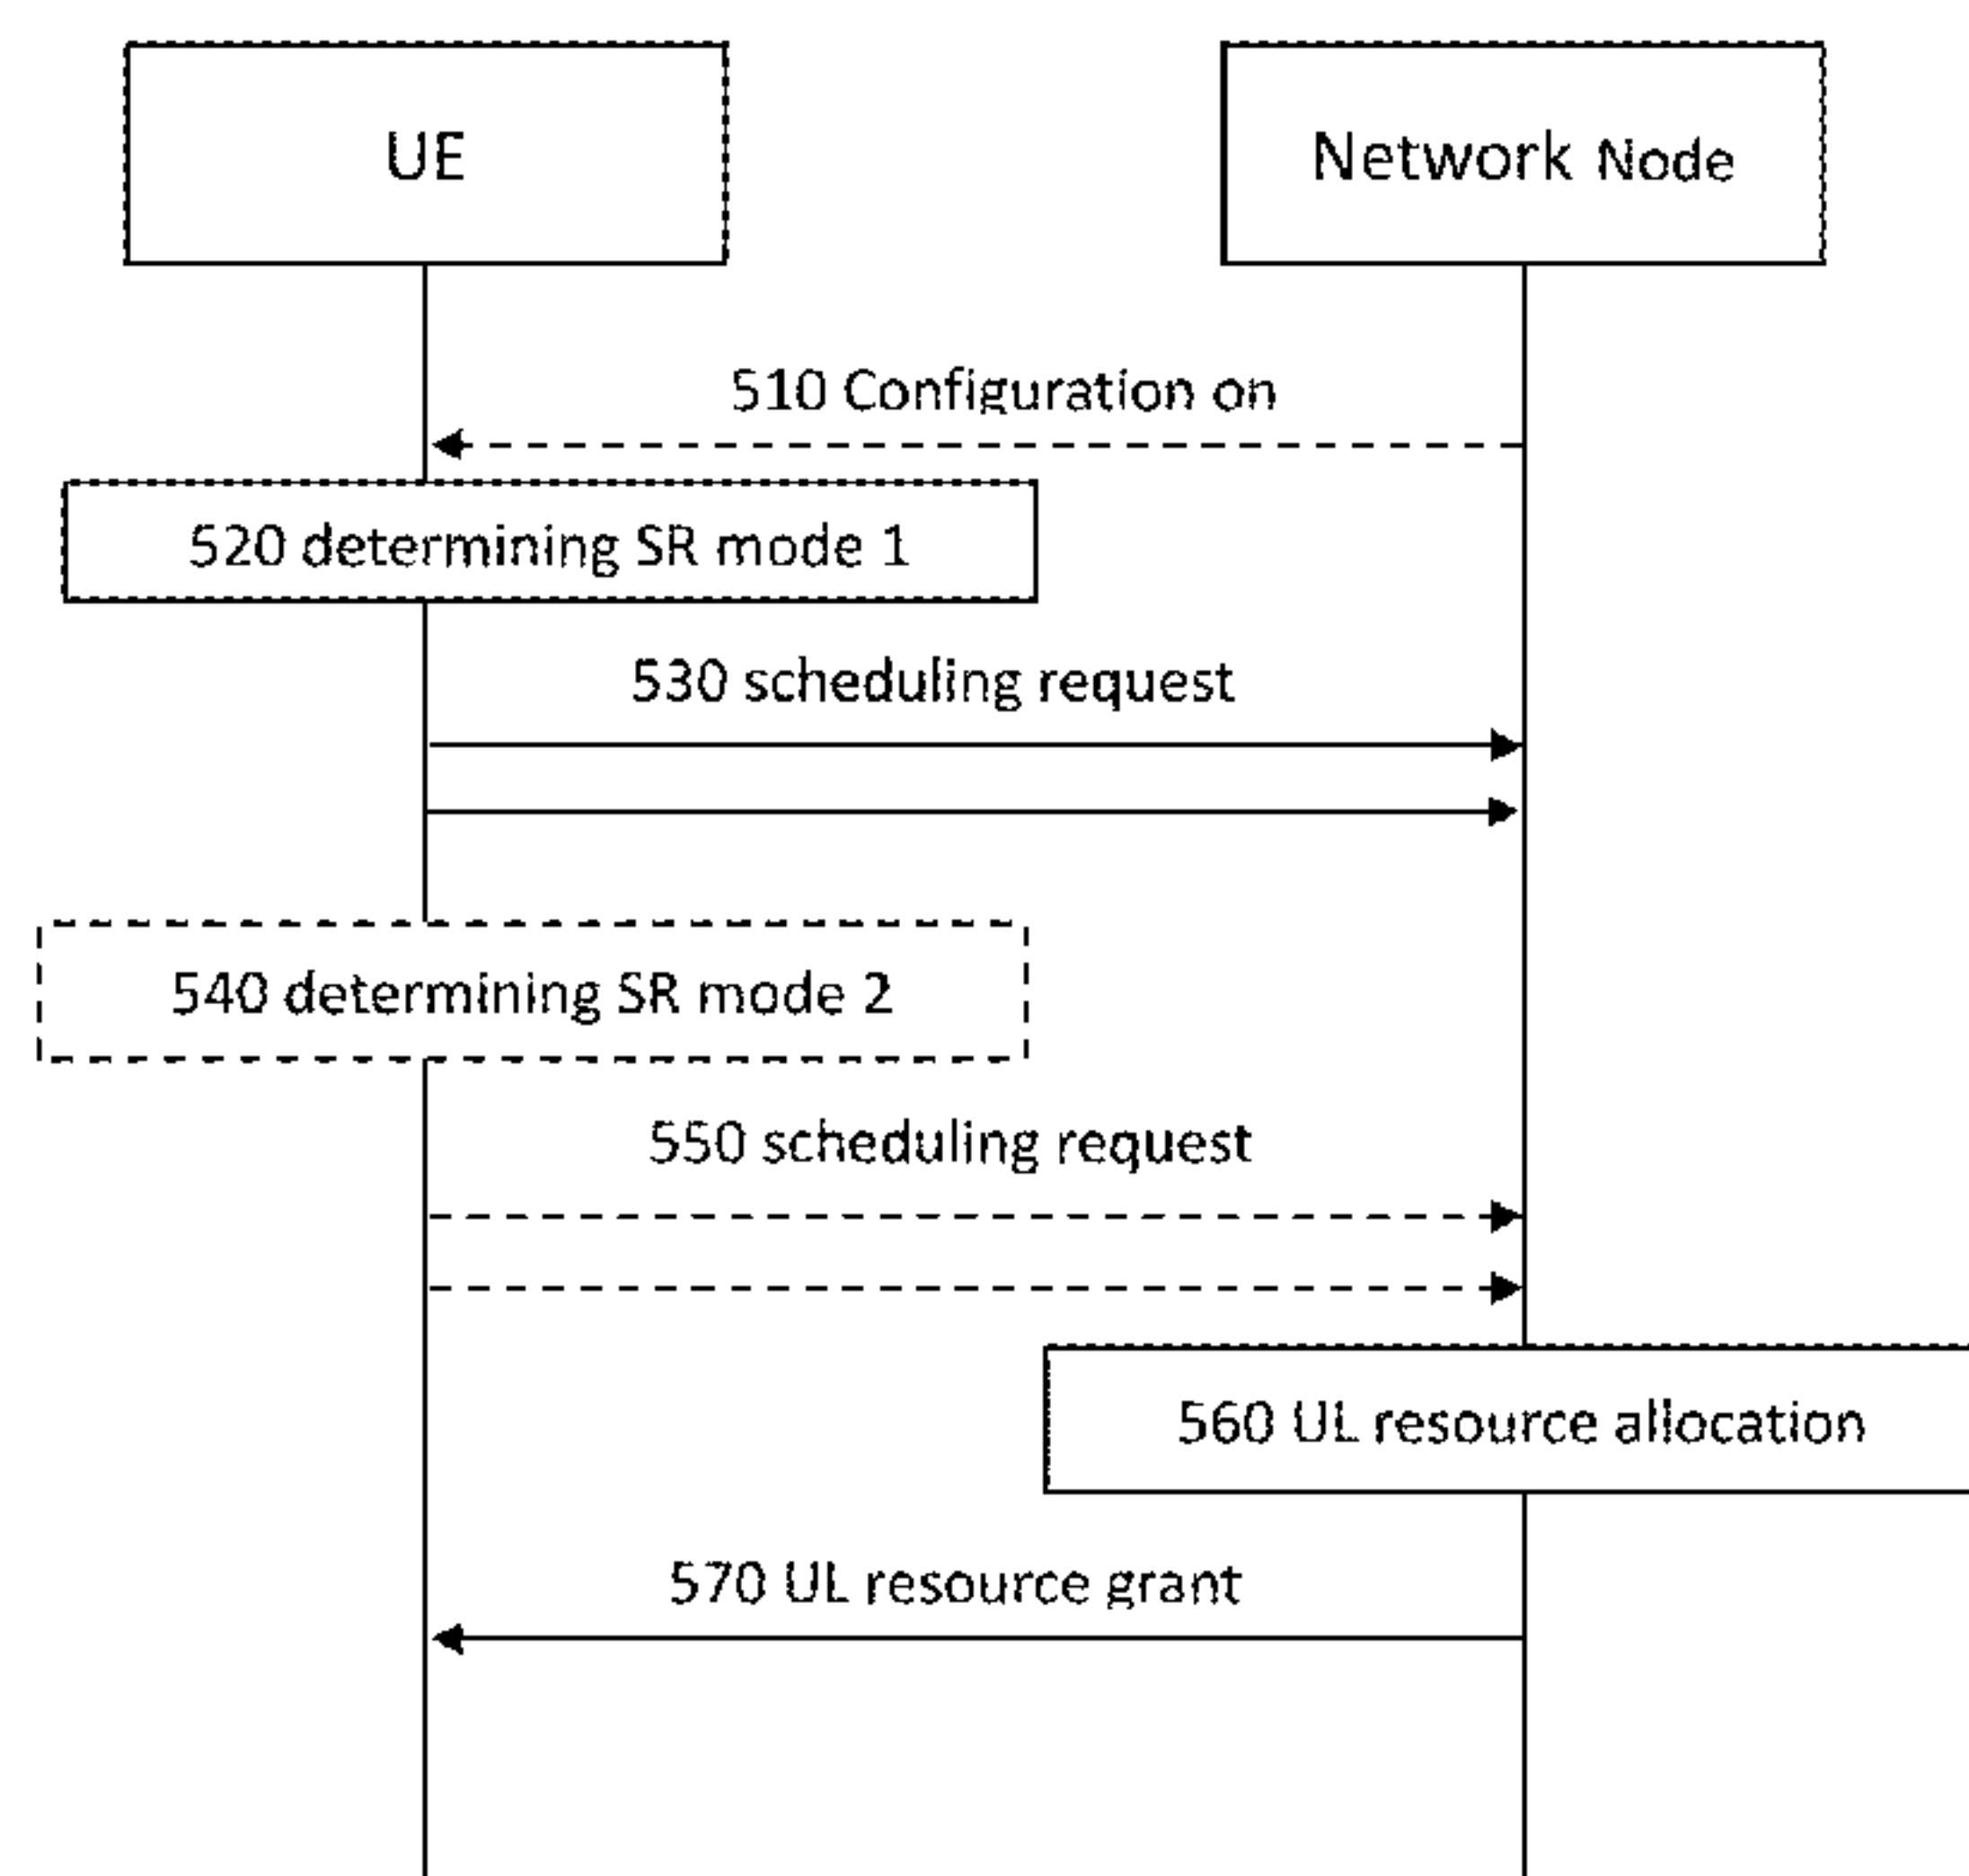 UE
Network Node
510 Configuration on
520 determining SR mode 1
530 scheduling request
540 determining SR mode 2
550 scheduling request
560 UL resource allocation
570 UL resource grant